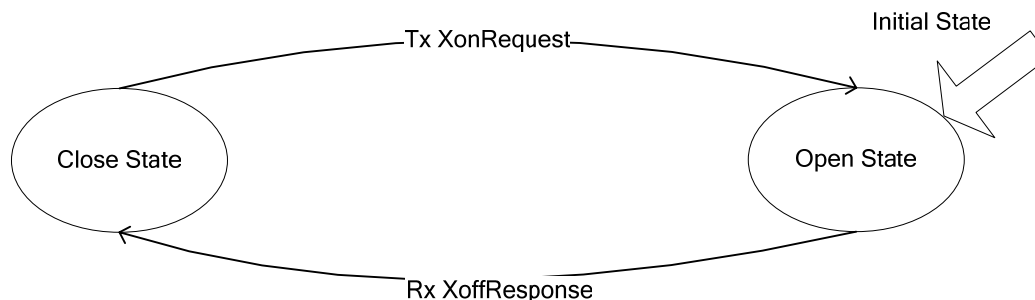 Initial State
Tx XonRequest
Close State
Open State
Rx XoffResponse